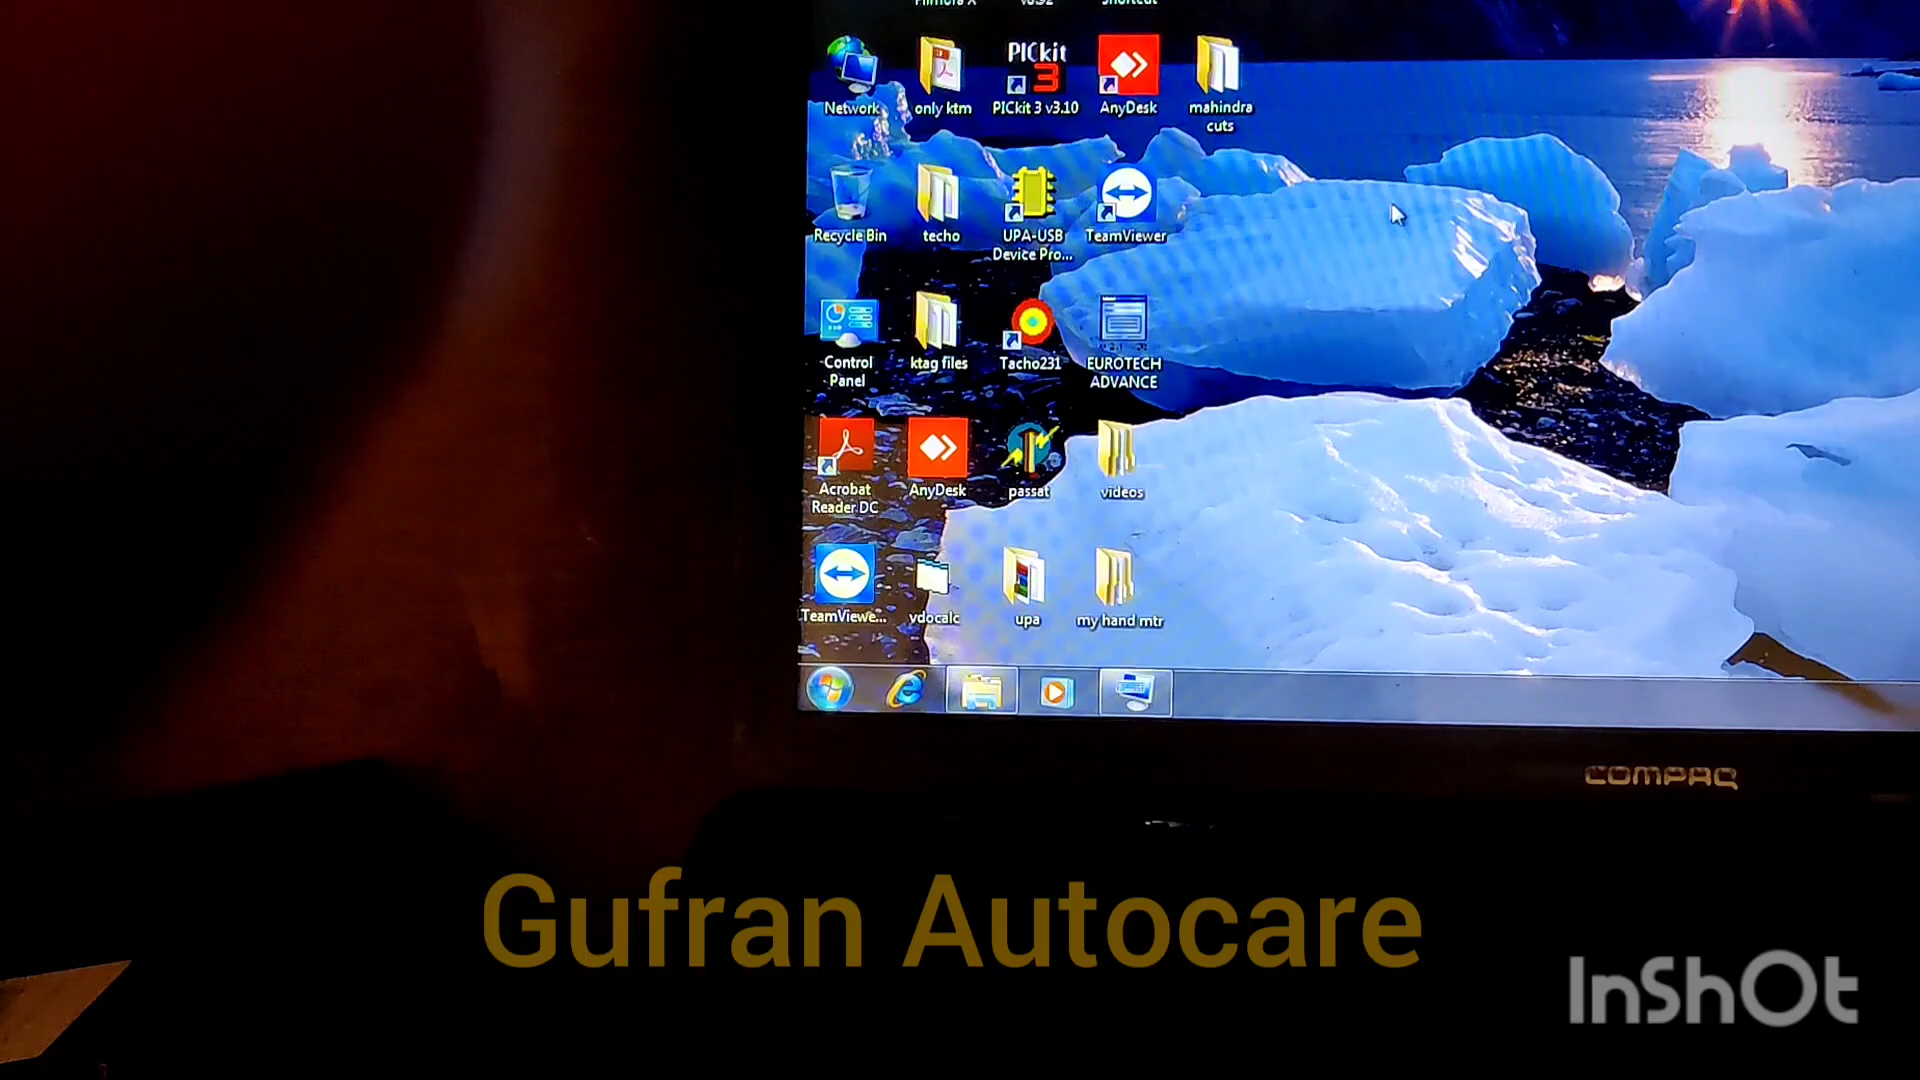 Network
only ktm
PICkit
3
PICkit 3 v3.10
AnyDesk
mahindra
cuts
Recycle Bin
techo
UPA-USB
Device Pro...
TeamViewer
Control
Panel
ktag files
Tacho231
EUROTECH
ADVANCE
Acrobat
Reader DC
AnyDesk
passat
videos
TeamViewe...
vdocalc
upa
my hand mtr
COMPAQ
Gufran Autocare
InShOt